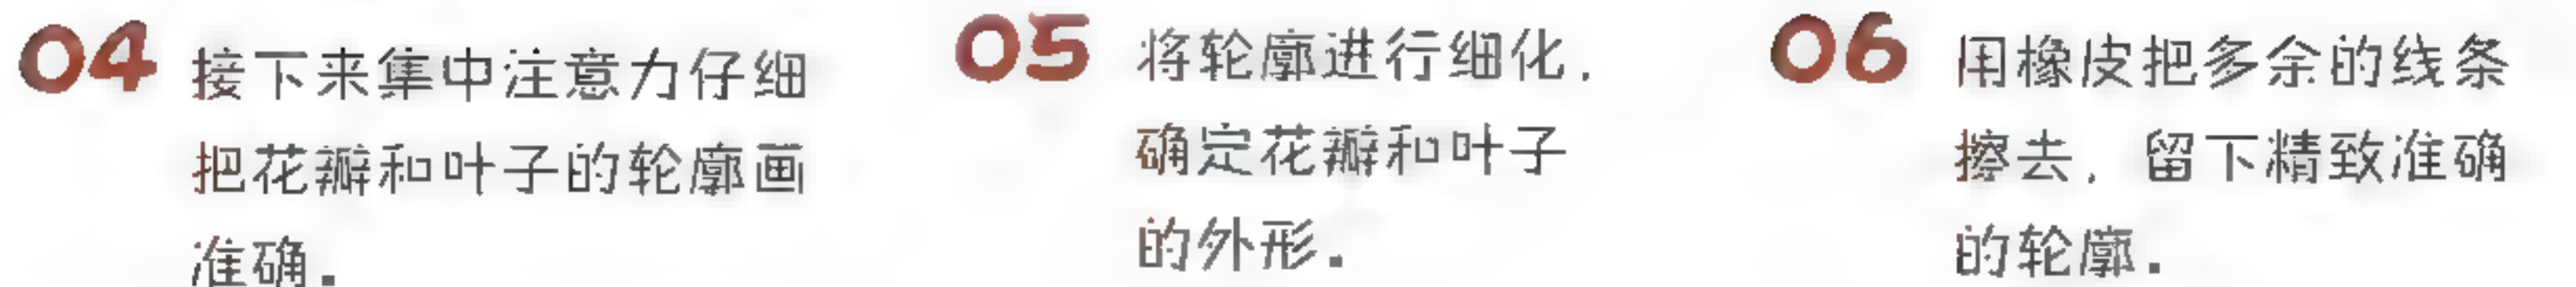 04 接下来集中注意力仔细
把花瓣和叶子的轮廓画
准确。
05 将轮廓进行细化，
确定花瓣和叶子
的外形。
06 用橡皮把多余的线条
擦去，留下精致准确
的轮廓。